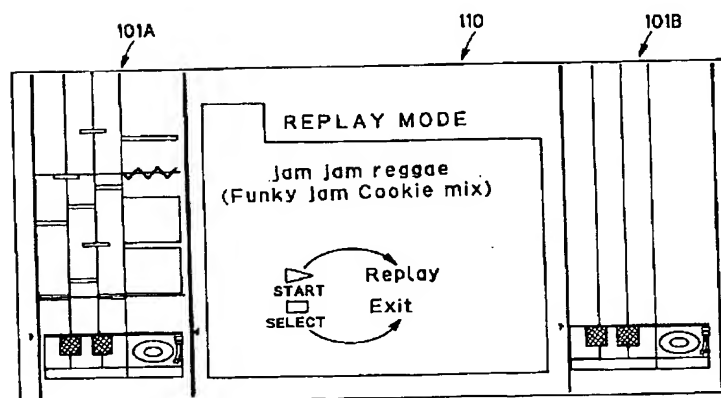 101A
110
101B
REPLAY MODE
jam jam reggae
(Funky jam Cookie mix)
START Replay
SELECT Exit